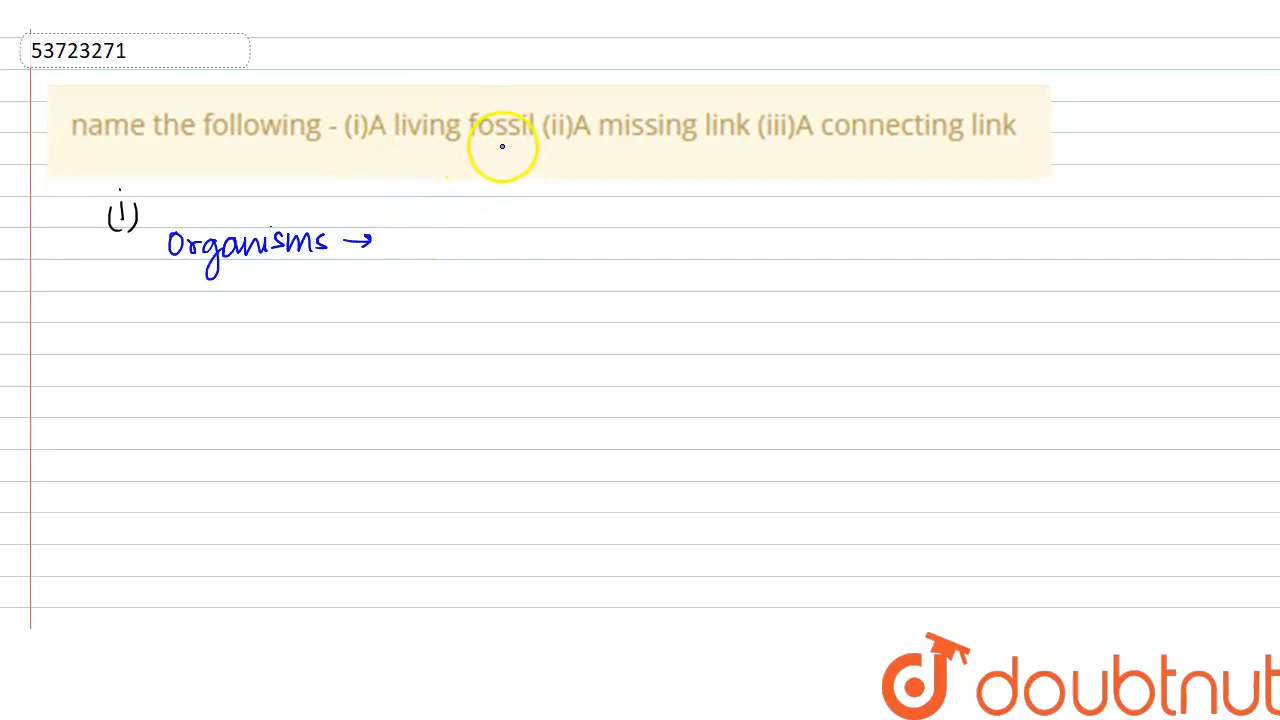 53723271
name the following - (i)A living fossil (ii)A missing link (iii)A connecting link
(i)
Organisms →
doubtnut